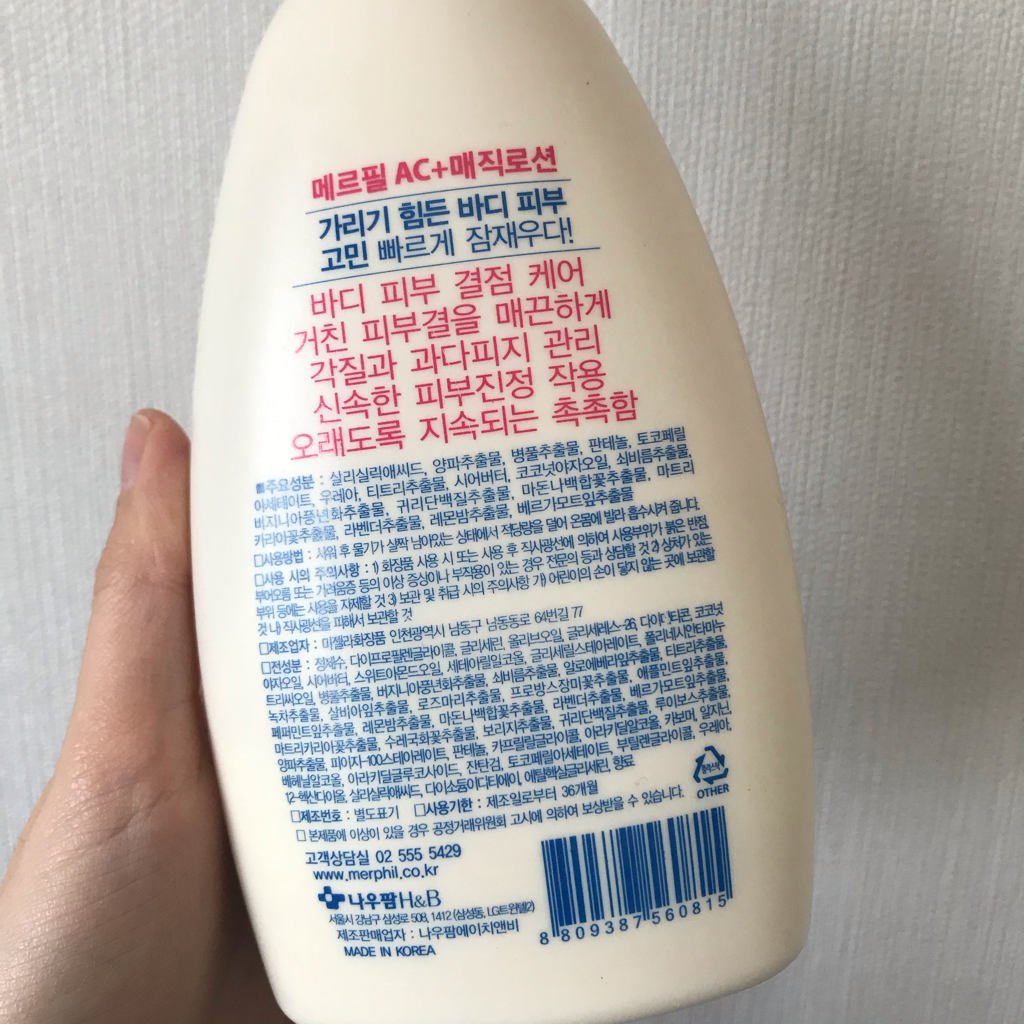 메르필 AC+매직로션
가리기 힘든 바디 피부
고민 빠르게 잠재우다!
바디 피부 결점 케어
거친 피부결을 매끈하게
각질과 과다피지 관리
신속한 피부진정 작용
오래도록 지속되는 촉촉함
■주요성분 : 살리실릭애씨드, 양파추출물, 병풀추출물, 판테놀, 토코페릴
아세테이트, 우레아, 티트리추출물, 시어버터, 코코넛야자오일, 쇠비름추출물,
버지니아풍년화추출물, 귀리단백질추출물, 마돈나백합꽃추출물, 마트리
카리아꽃추출물, 라벤더추출물, 레몬밤추출물, 베르가모트잎추출물
□사용방법 : 샤워 후 물기가 살짝 남아있는 상태에서 적당량을 덜어 온몸에 발라 흡수시켜 줍니다.
□사용 시의 주의사항 : 1) 화장품 사용 시 또는 사용 후 직사광선에 의하여 사용부위가 붉은 반점,
부어오름 또는 가려움증 등의 이상 증상이나 부작용이 있는 경우 전문의 등과 상담할 것 2) 상처가 있는
부위 등에는 사용을 자제할 것 3) 보관 및 취급 시의 주의사항 가) 어린이의 손이 닿지 않는 곳에 보관할
것 나) 직사광선을 피해서 보관할 것
□제조업자 : 미젤라화장품 인천광역시 남동구 남동동로 64번길 77
□전성분 : 정제수, 다이프로필렌글라이콜, 글리세린, 올리브오일, 글리세레스-26, 다이메티콘, 코코넛
야자오일, 시어버터, 스위트아몬드오일, 세테아릴알코올, 글리세릴스테아레이트, 폴리네시안타마누
트리씨오일, 병풀추출물, 버지니아풍년화추출물, 쇠비름추출물, 알로에베라잎추출물, 티트리추출물,
녹차추출물, 살비아잎추출물, 로즈마리추출물, 프로방스장미꽃추출물, 애플민트잎추출물,
페퍼민트잎추출물, 레몬밤추출물, 마돈나백합꽃추출물, 라벤더추출물, 베르가모트잎추출물,
마트리카리아꽃추출물, 수레국화꽃추출물, 보리지추출물, 귀리단백질추출물, 루이보스추출물,
양파추출물, 피이지-100스테아레이트, 판테놀, 카프릴릴글라이콜, 아라키딜알코올, 카보머, 알지닌,
베헤닐알코올, 아라키딜글루코사이드, 잔탄검, 토코페릴아세테이트, 부틸렌글라이콜, 우레아,
12-헥산다이올, 살리실릭애씨드, 다이소듐이디티에이, 에틸헥실글리세린, 향료
□제조번호 : 별도표기 □사용기한 : 제조일로부터 36개월
□ 본제품에 이상이 있을 경우 공정거래위원회 고시에 의하여 보상받을 수 있습니다.
플라스틱
OTHER
고객상담실 02 555 5429
www.merphil.co.kr
나우팜H&B
서울시 강남구 삼성로 508, 1412 (삼성동, LG트윈텔2)
제조판매업자 : 나우팜에이치앤비
MADE IN KOREA
8 809387 560815